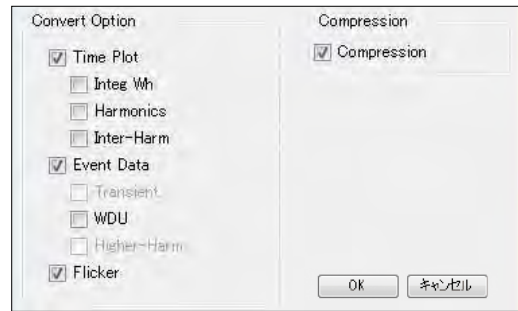 Convert Option
Time Plot
Integ Wh
Harmonics
Inter-Harm
Event Data
Transient
WDU
Higher-Harm
Flicker
Compression
Compression
OK
キャンセル